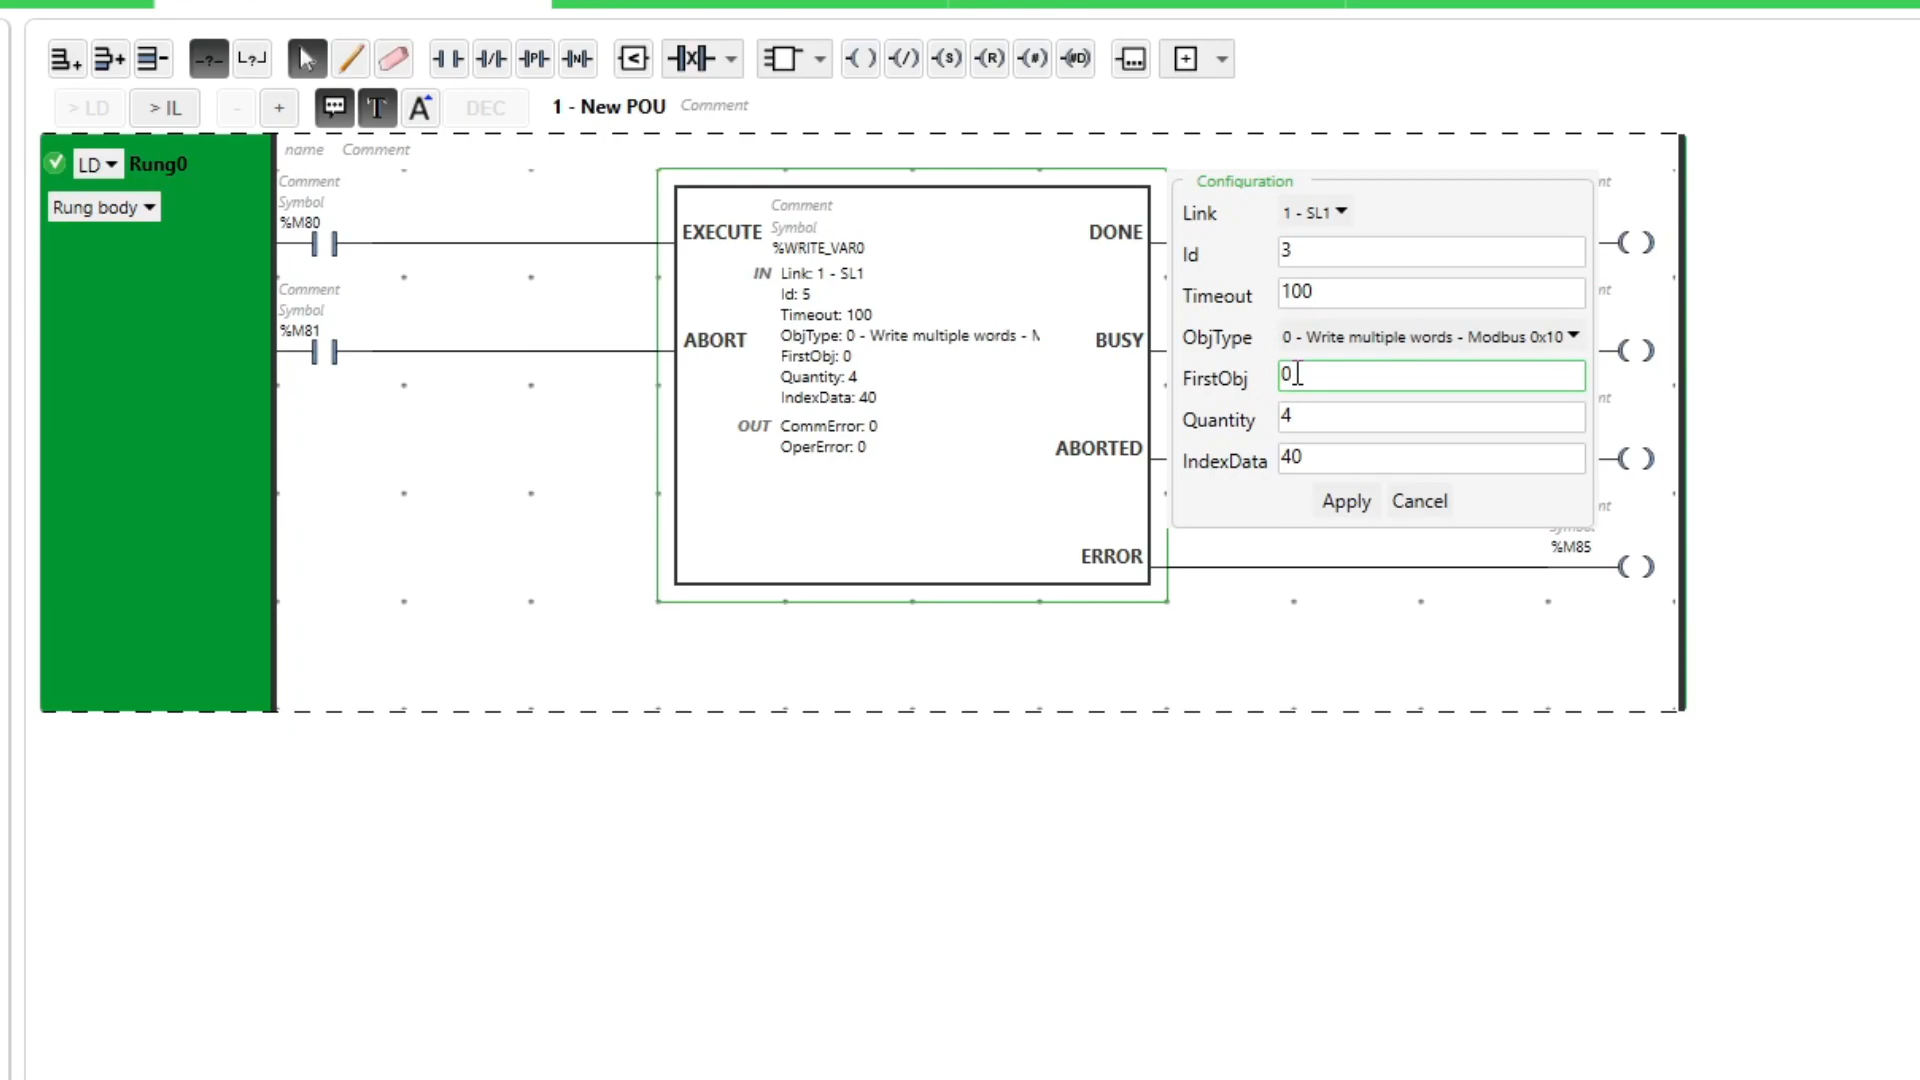 > LD > IL - + T A DEC 1 - New POU Comment
LD Rung0
Rung body
name Comment
Comment
Symbol
%M80
Comment
Symbol
%M81
EXECUTE
ABORT
Comment
Symbol
%WRITE_VAR0
IN Link: 1 - SL1
Id: 5
Timeout: 100
ObjType: 0 - Write multiple words - M
FirstObj: 0
Quantity: 4
IndexData: 40
OUT CommError: 0
OperError: 0
DONE
BUSY
ABORTED
ERROR
Configuration
Link 1 - SL1
Id 3
Timeout 100
ObjType 0 - Write multiple words - Modbus 0x10
FirstObj 0
Quantity 4
IndexData 40
Apply Cancel
nt
nt
nt
nt
%M85